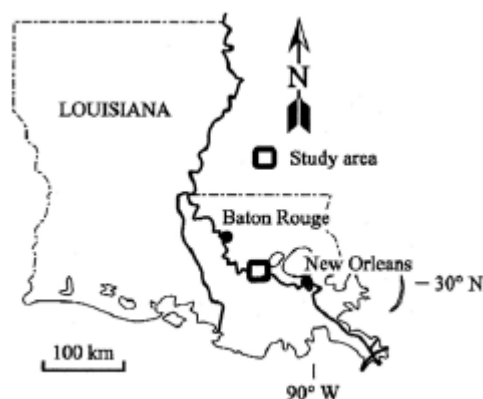 N
LOUISIANA
Study area
Baton Rouge
New Orleans
30° N
100 km
90° W